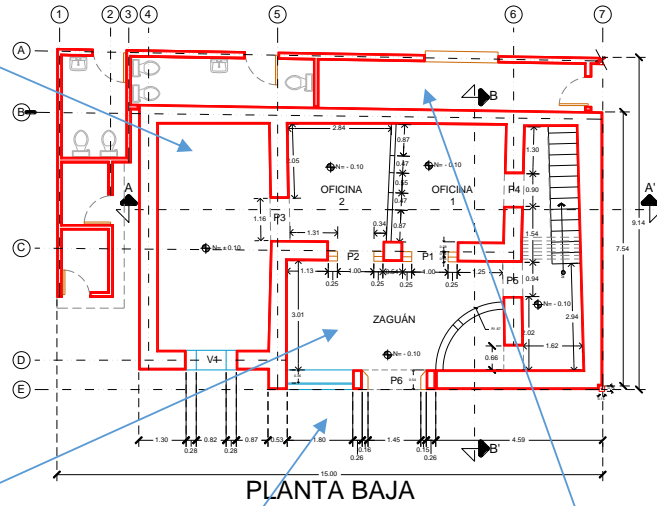 1 2 3 4 5 6 7
A
B
B
2.84
0.87
1.30
N= - 0.10
N= - 0.10
2.05
0.47
OFICINA
2
0.55
OFICINA
1
P4
0.90
A
A'
0.47
9.14
1.16
P3
1.31
0.34
0.87
1.54
7.54
C
N= ± 0.10
P2
P1
1.13
1.00
0.54
1.00
1.25
P5
0.94
0.25
0.25
0.25
0.25
3.01
ZAGUÁN
N= - 0.10
2.02
2.94
D
V1
N= - 0.10
0.66
1.62
E
P6
1.30
0.82
0.87
0.53
1.80
1.45
4.59
0.28
0.28
0.16
0.15
0.26
0.26
B'
15.00
PLANTA BAJA